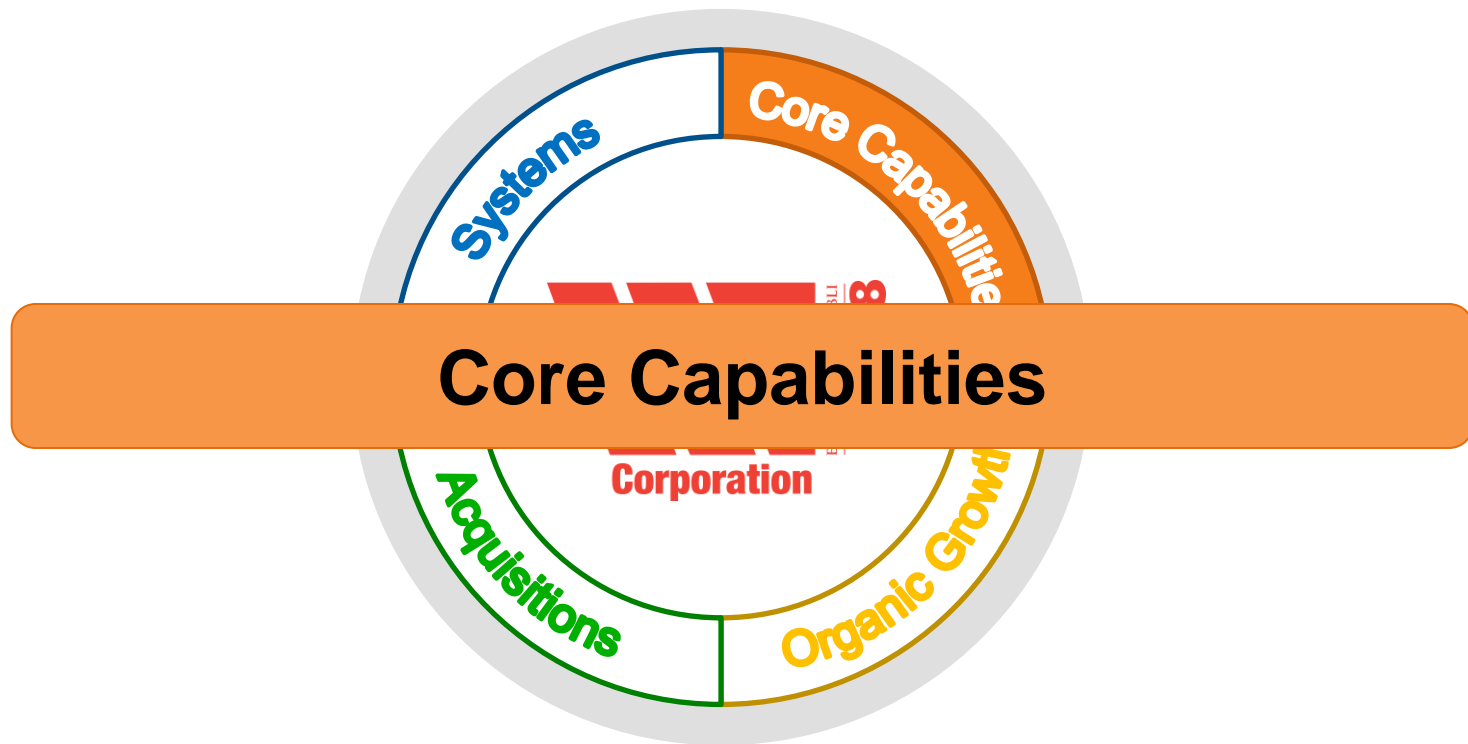 Systems
Core Capabilitie
Core Capabilities
Corporation
Acquisitions
Organic Growt